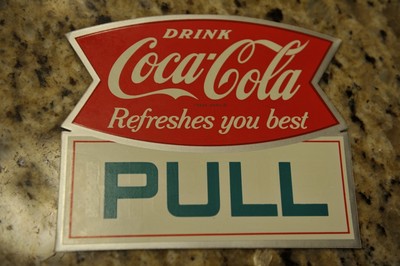 DRINK
Coca-Cola
Refreshes you best
PULL